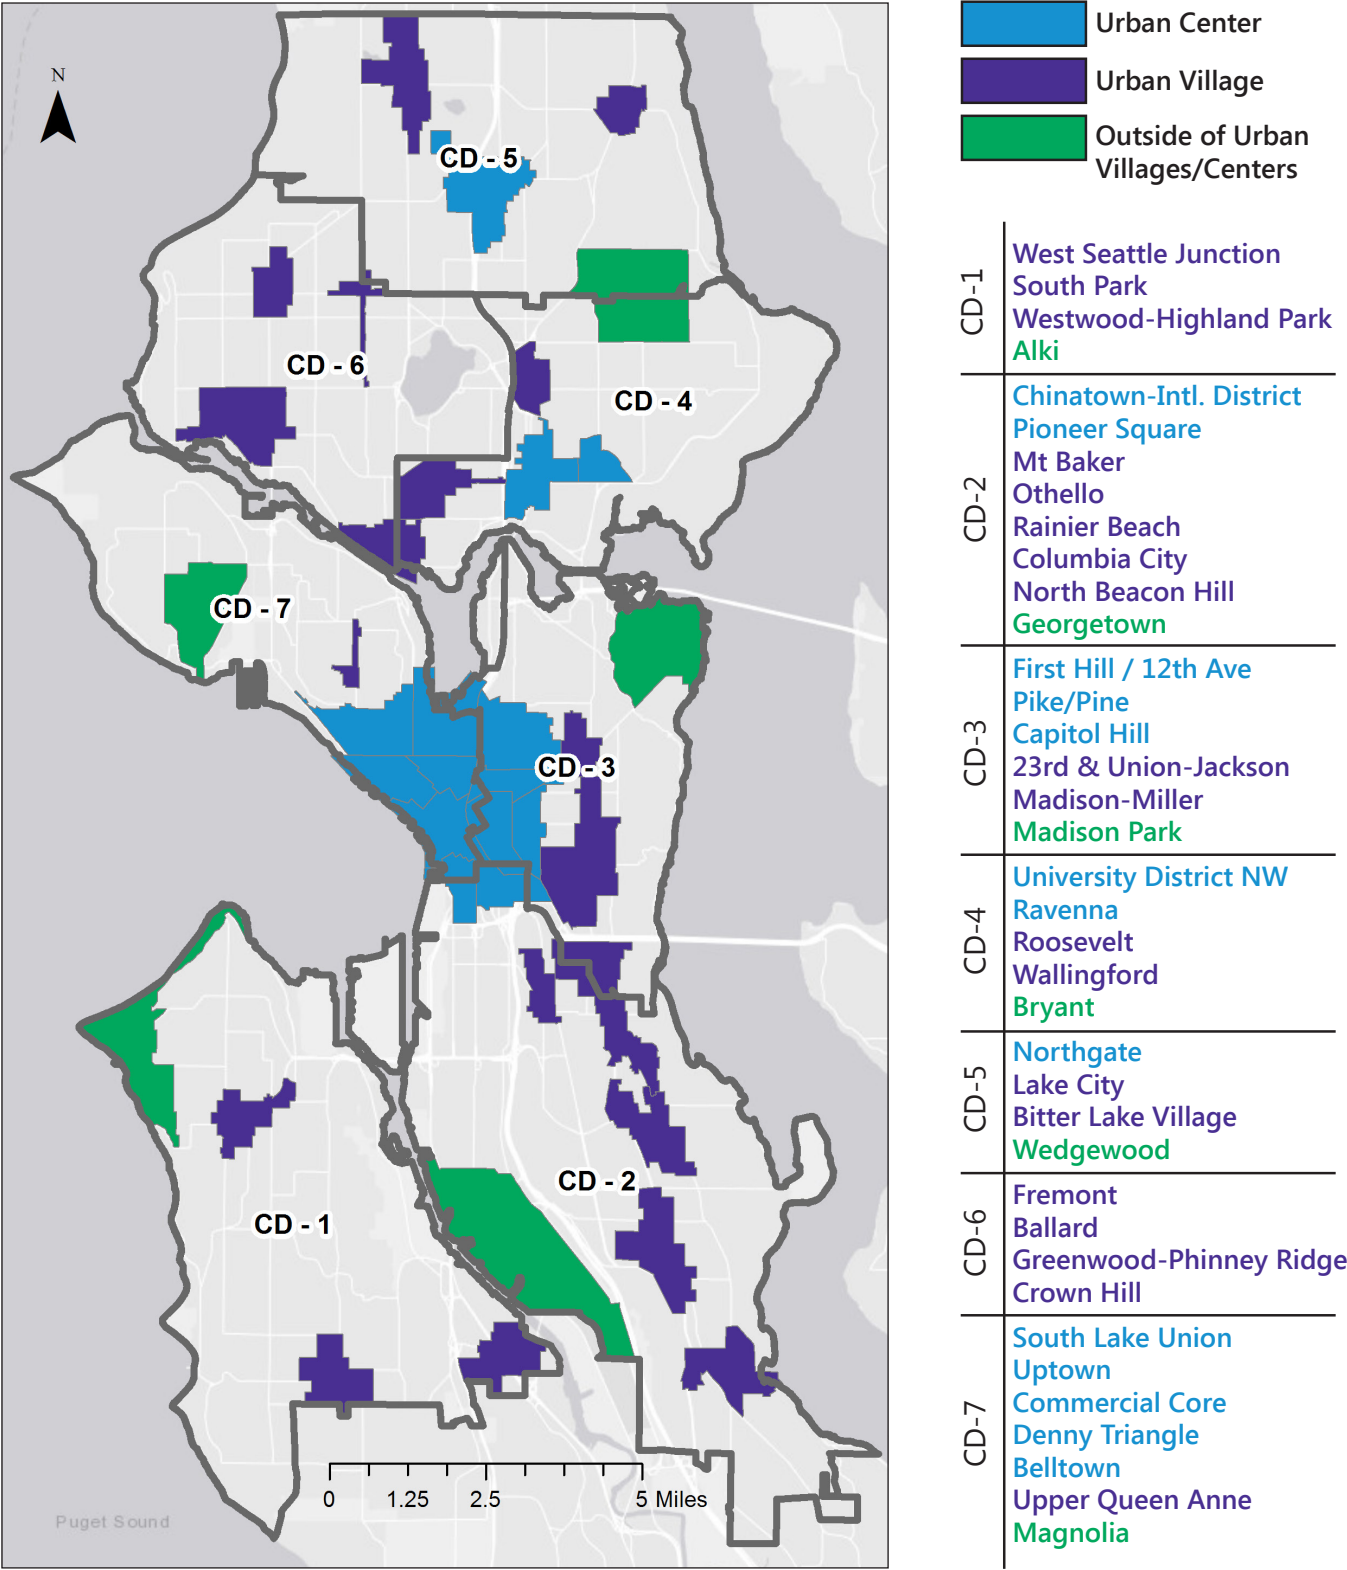 N
CD - 5
CD - 6
CD - 4
CD - 7
CD - 3
CD - 2
CD - 1
0 1.25 2.5 5 Miles
Puget Sound
Urban Center
Urban Village
Outside of Urban
Villages/Centers
CD-1
West Seattle Junction
South Park
Westwood-Highland Park
Alki
CD-2
Chinatown-Intl. District
Pioneer Square
Mt Baker
Othello
Rainier Beach
Columbia City
North Beacon Hill
Georgetown
CD-3
First Hill / 12th Ave
Pike/Pine
Capitol Hill
23rd & Union-Jackson
Madison-Miller
Madison Park
CD-4
University District NW
Ravenna
Roosevelt
Wallingford
Bryant
CD-5
Northgate
Lake City
Bitter Lake Village
Wedgewood
CD-6
Fremont
Ballard
Greenwood-Phinney Ridge
Crown Hill
CD-7
South Lake Union
Uptown
Commercial Core
Denny Triangle
Belltown
Upper Queen Anne
Magnolia